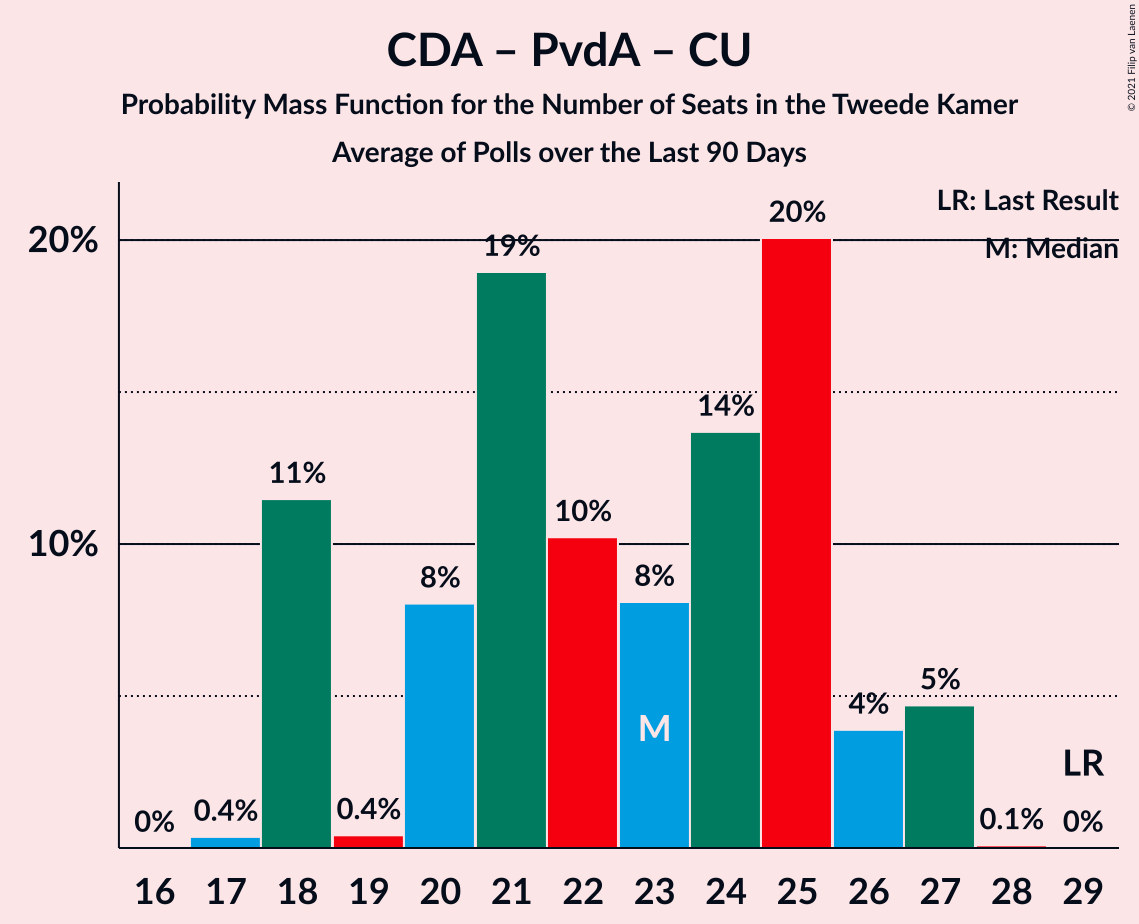 CDA – PvdA – CU
Probability Mass Function for the Number of Seats in the Tweede Kamer
Average of Polls over the Last 90 Days
© 2021 Filip van Laenen
LR: Last Result
M: Median
20%
10%
0%
0.4%
11%
0.4%
8%
19%
10%
8%
14%
20%
4%
5%
0.1%
0%
M
LR
16 17 18 19 20 21 22 23 24 25 26 27 28 29